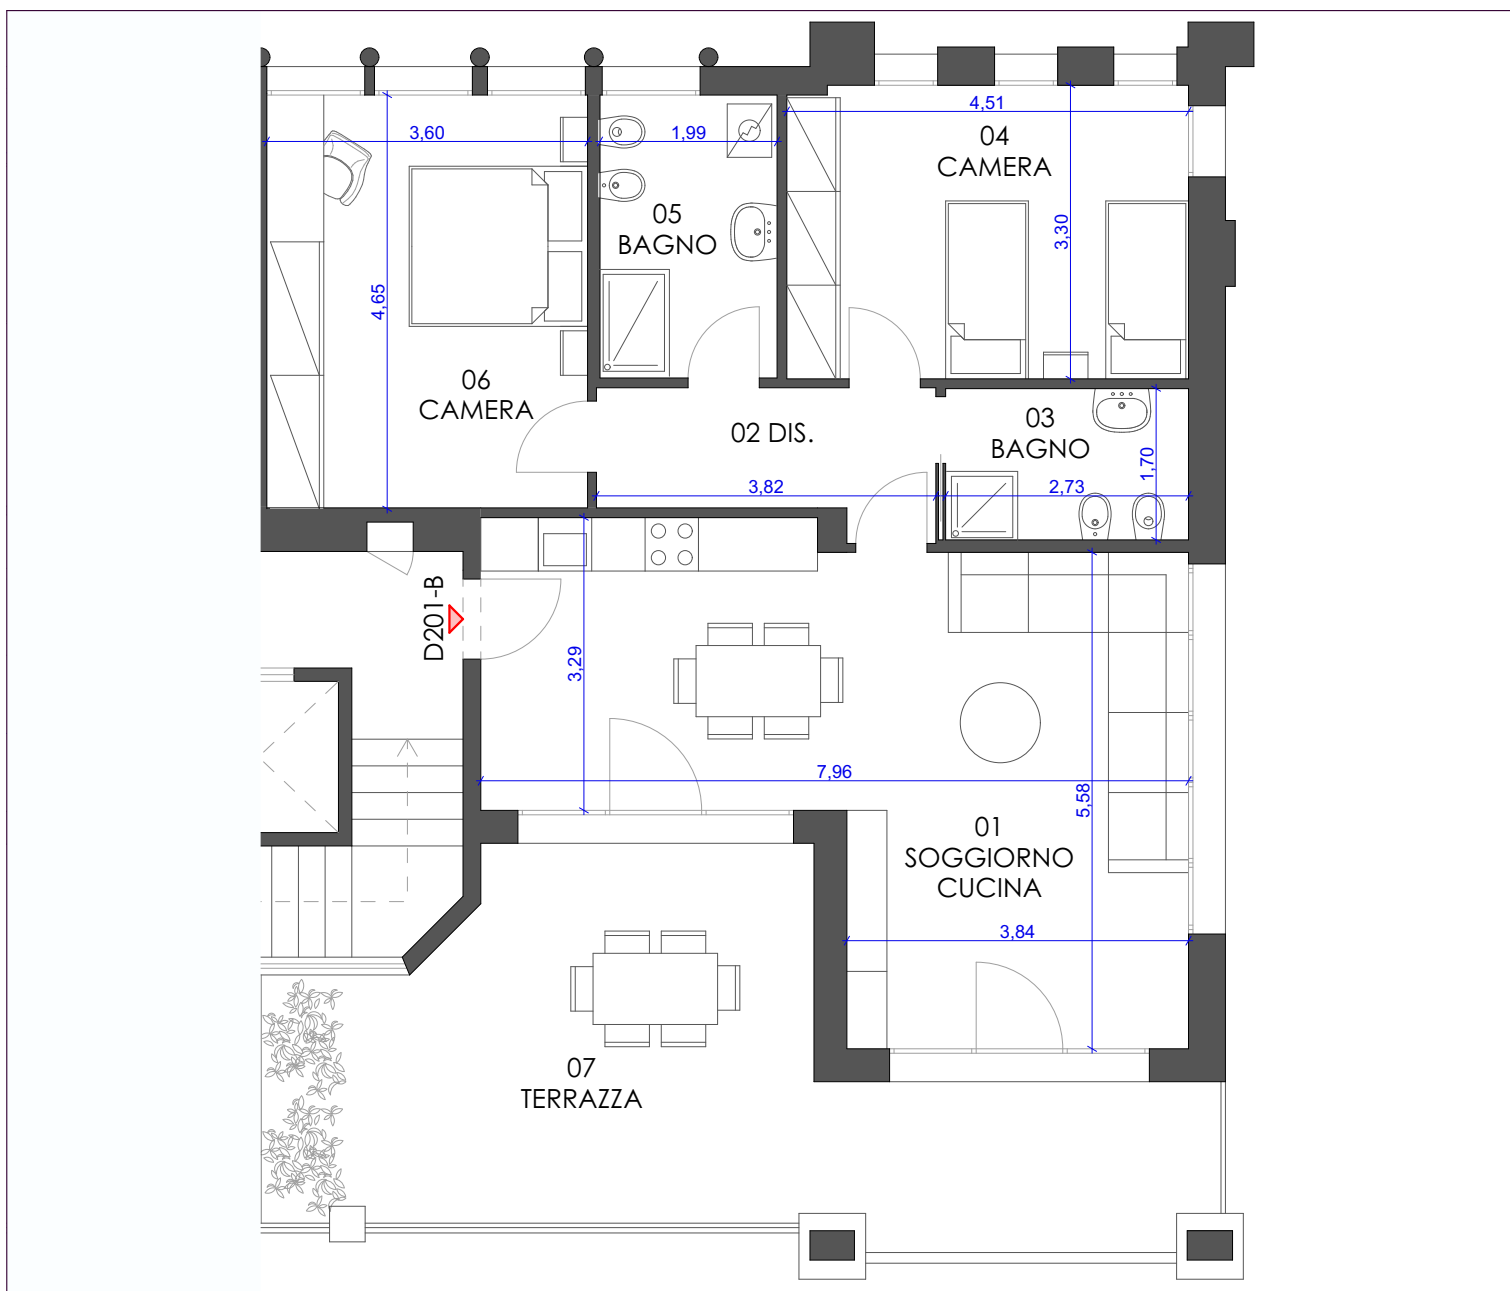 4,51
3,60
1,99
04
CAMERA
05
BAGNO
3,30
4,65
06
CAMERA
02 DIS.
03
BAGNO
1,70
3,82
2,73
D201-B
3,29
7,96
5,58
01
SOGGIORNO
CUCINA
3,84
07
TERRAZZA